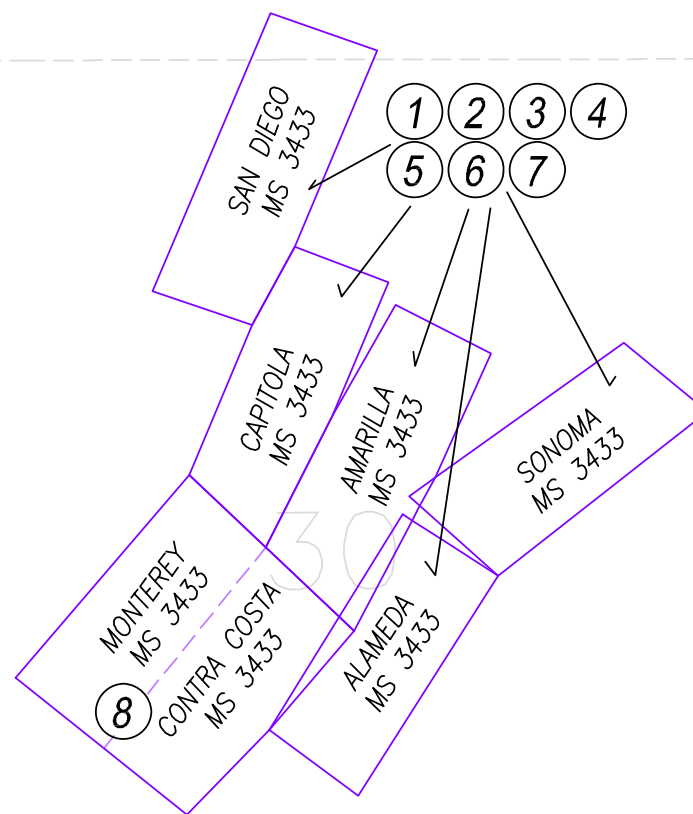 SAN DIEGO
MS 3433
1 2 3 4
5 6 7
CAPITOLA
MS 3433
AMARILLA
MS 3433
SONOMA
MS 3433
30
MONTEREY
MS 3433
CONTRA COSTA
MS 3433
ALAMEDA
MS 3433
8